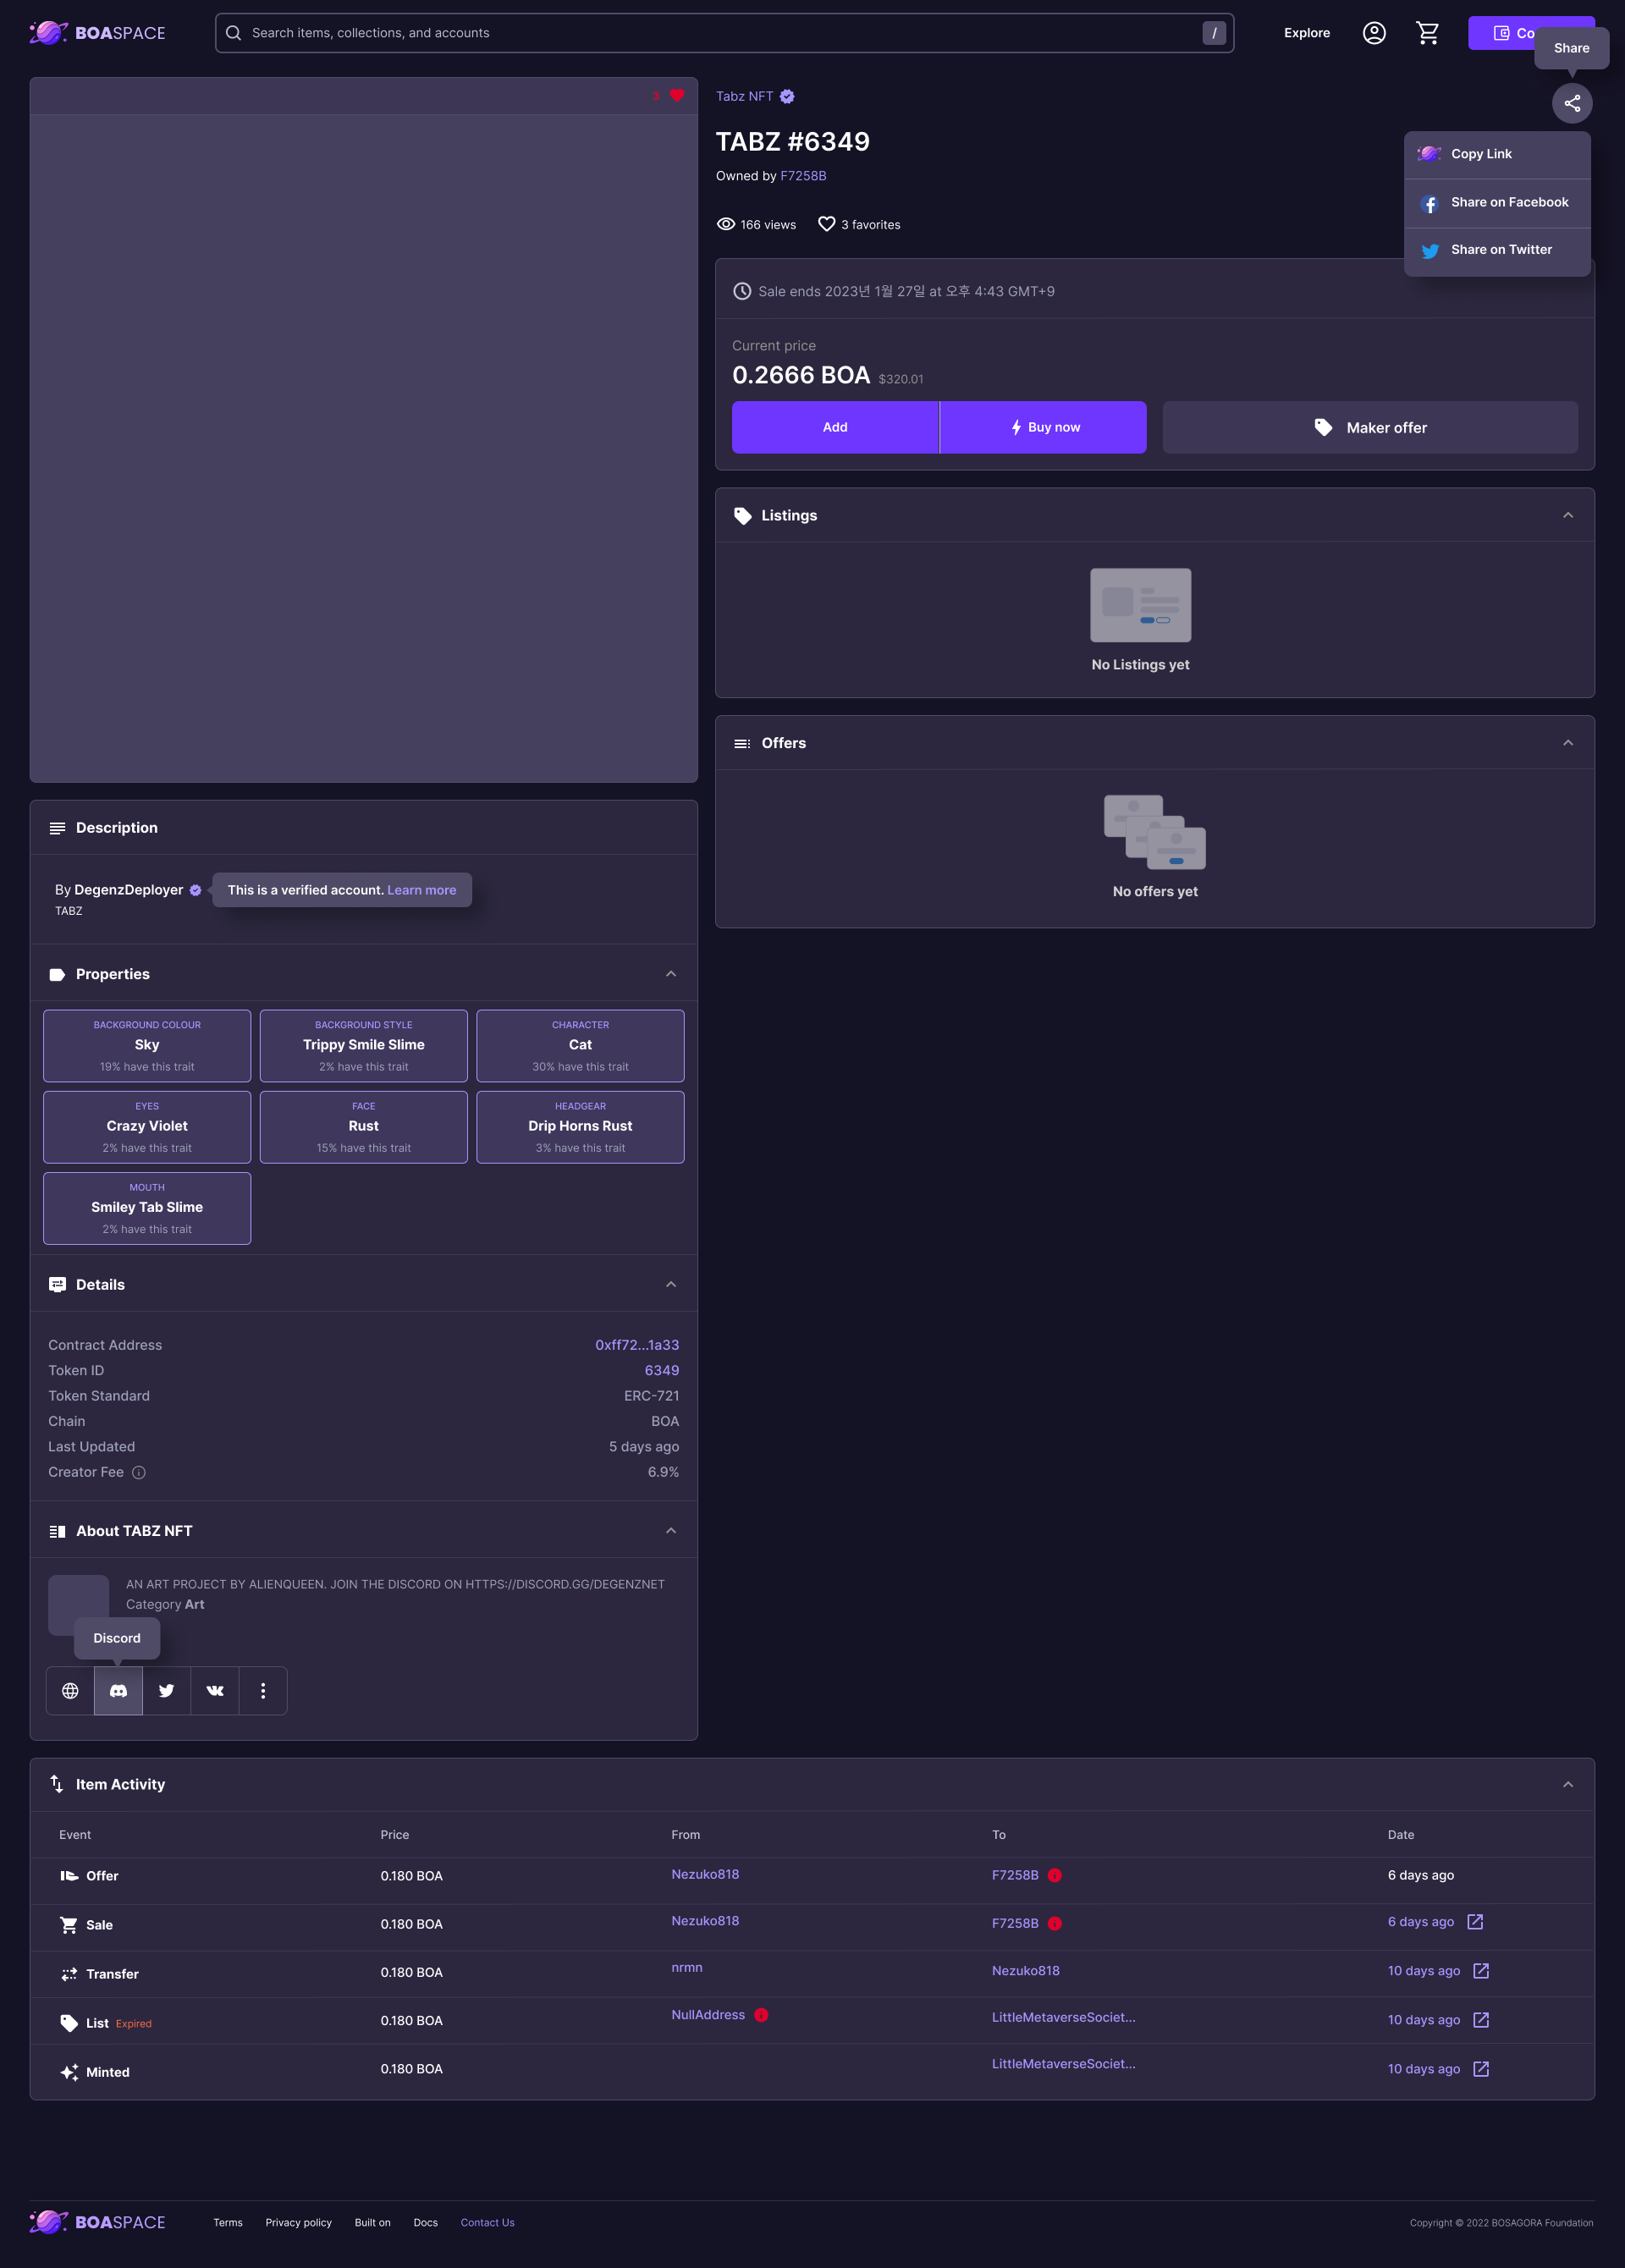 BOASPACE
Search items, collections, and accounts
/
Explore
Co
Share
3
Tabz NFT
TABZ #6349
Owned by F7258B
166 views
3 favorites
Copy Link
Share on Facebook
Share on Twitter
Sale ends 2023년 1월 27일 at 오후 4:43 GMT+9
Current price
0.2666 BOA $320.01
Add
Buy now
Maker offer
Listings
No Listings yet
Offers
No offers yet
Description
By DegenzDeployer
This is a verified account. Learn more
TABZ
Properties
BACKGROUND COLOUR
Sky
19% have this trait
BACKGROUND STYLE
Trippy Smile Slime
2% have this trait
CHARACTER
Cat
30% have this trait
EYES
Crazy Violet
2% have this trait
FACE
Rust
15% have this trait
HEADGEAR
Drip Horns Rust
3% have this trait
MOUTH
Smiley Tab Slime
2% have this trait
Details
Contract Address 0xff72...1a33
Token ID 6349
Token Standard ERC-721
Chain BOA
Last Updated 5 days ago
Creator Fee 6.9%
About TABZ NFT
AN ART PROJECT BY ALIENQUEEN. JOIN THE DISCORD ON HTTPS://DISCORD.GG/DEGENZNET
Category Art
Discord
Item Activity
Event Price From To Date
Offer 0.180 BOA Nezuko818 F7258B 6 days ago
Sale 0.180 BOA Nezuko818 F7258B 6 days ago
Transfer 0.180 BOA nrmn Nezuko818 10 days ago
List Expired 0.180 BOA NullAddress LittleMetaverseSociet... 10 days ago
Minted 0.180 BOA LittleMetaverseSociet... 10 days ago
BOASPACE
Terms Privacy policy Built on Docs Contact Us
Copyright © 2022 BOSAGORA Foundation